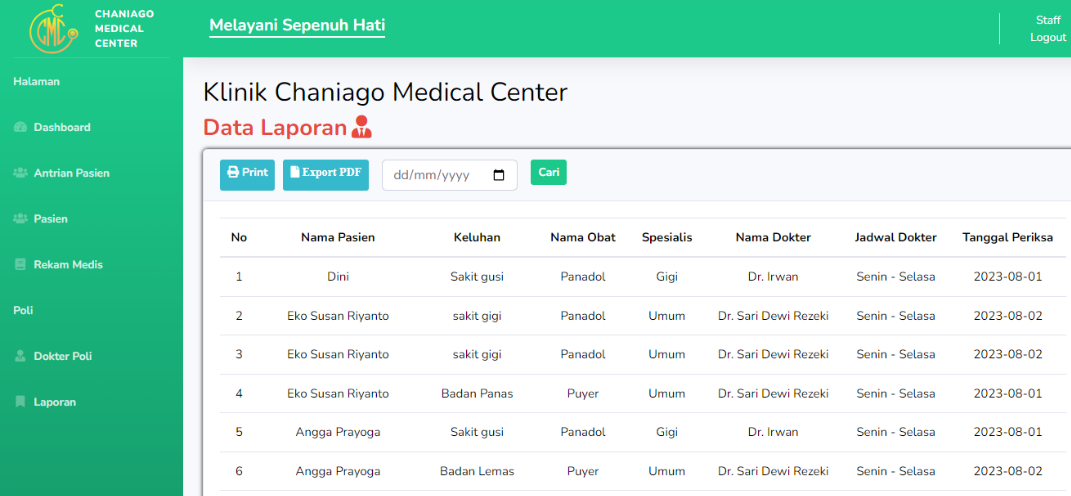 CMC
CHANIAGO
MEDICAL
CENTER
Melayani Sepenuh Hati
Staff
Logout
Halaman
Dashboard
Antrian Pasien
Pasien
Rekam Medis
Poli
Dokter Poli
Laporan
Klinik Chaniago Medical Center
Data Laporan
Print Export PDF dd/mm/yyyy Cari
No Nama Pasien Keluhan Nama Obat Spesialis Nama Dokter Jadwal Dokter Tanggal Periksa
1 Dini Sakit gusi Panadol Gigi Dr. Irwan Senin - Selasa 2023-08-01
2 Eko Susan Riyanto sakit gigi Panadol Umum Dr. Sari Dewi Rezeki Senin - Selasa 2023-08-02
3 Eko Susan Riyanto sakit gigi Panadol Umum Dr. Sari Dewi Rezeki Senin - Selasa 2023-08-02
4 Eko Susan Riyanto Badan Panas Puyer Umum Dr. Sari Dewi Rezeki Senin - Selasa 2023-08-01
5 Angga Prayoga Sakit gusi Panadol Gigi Dr. Irwan Senin - Selasa 2023-08-01
6 Angga Prayoga Badan Lemas Puyer Umum Dr. Sari Dewi Rezeki Senin - Selasa 2023-08-02